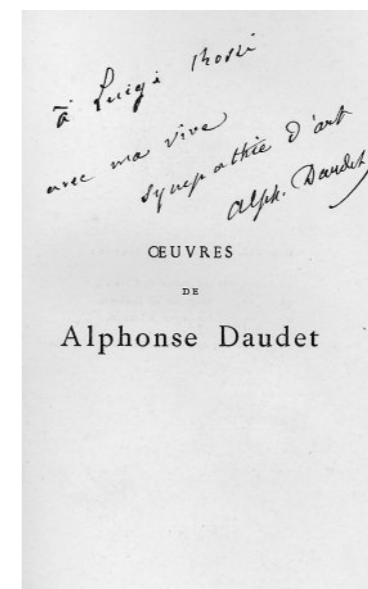 à Luigi Rossi
avec ma vive
sympathie d'art
Alph. Daudet
ŒUVRES
DE
Alphonse Daudet